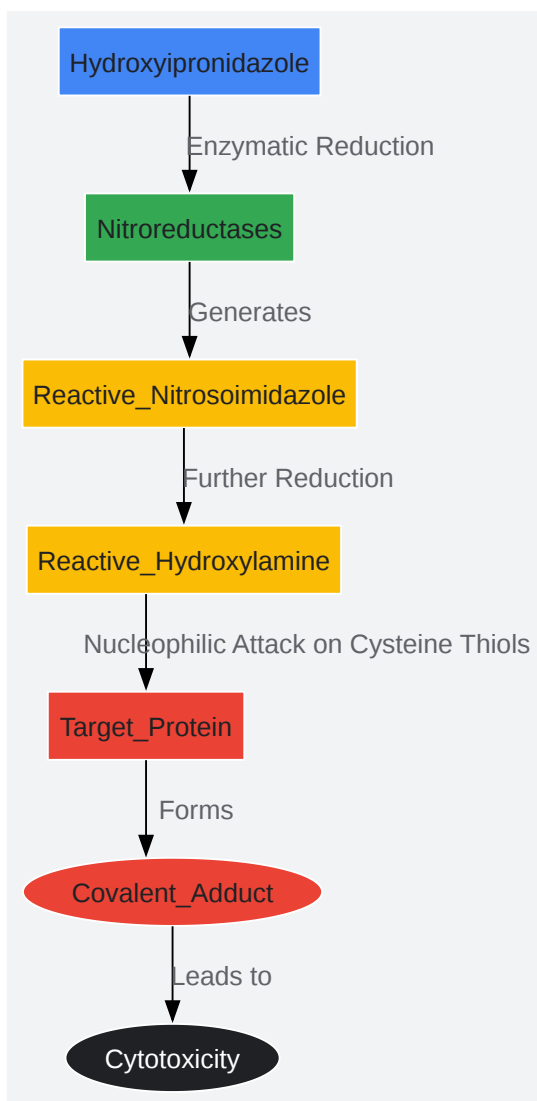 Hydroxyipronidazole
Enzymatic Reduction
Nitroreductases
Generates
Reactive_Nitrosoimidazole
Further Reduction
Reactive_Hydroxylamine
Nucleophilic Attack on Cysteine Thiols
Target_Protein
Forms
Covalent_Adduct
Leads to
Cytotoxicity